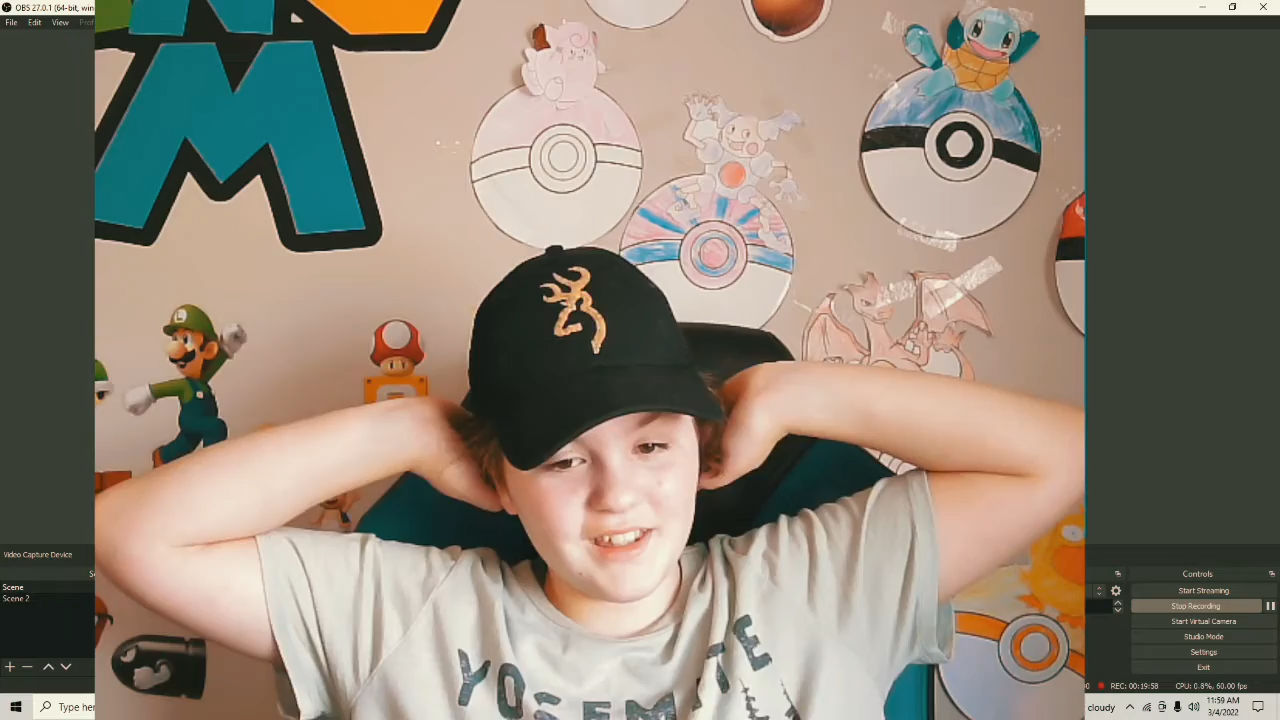 OBS 27.0.1 (64-bit, win
File Edit View Prof
M
L
YOSEMITE
Video Capture Device
Scene
Scene 2
Controls
Start Streaming
Stop Recording
Start Virtual Camera
Studio Mode
Settings
Exit
REC: 00:19:58 CPU: 0.8%, 60.00 fps
Type her
cloudy
11:59 AM
3/4/2022